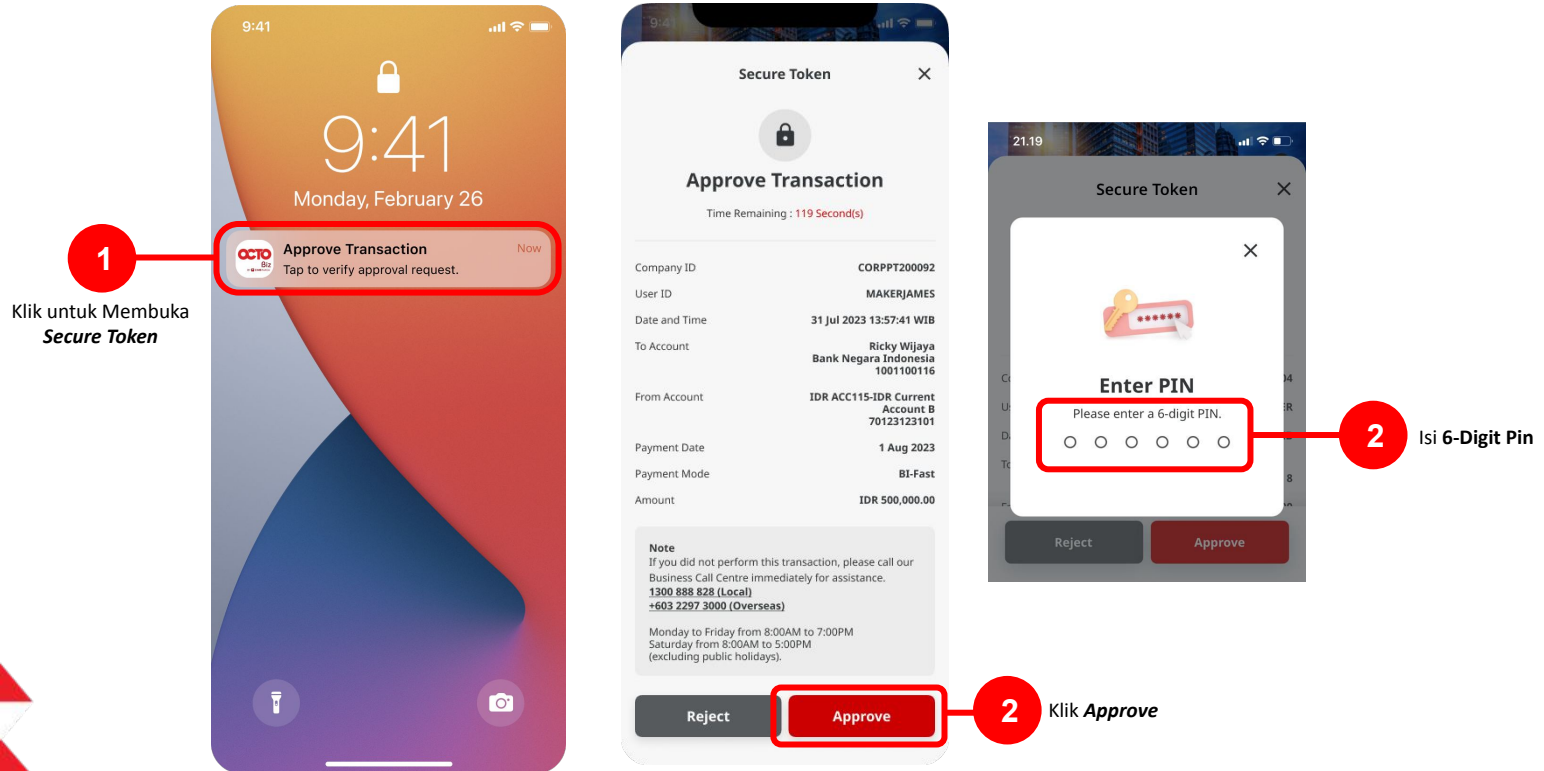 9:41
9:41
Monday, February 26
OCTO
Biz
Approve Transaction
Now
Tap to verify approval request.
1
Klik untuk Membuka
Secure Token
9:41
Secure Token
Approve Transaction
Time Remaining : 119 Second(s)
Company ID CORPPT200092
User ID MAKERJAMES
Date and Time 31 Jul 2023 13:57:41 WIB
To Account Ricky Wijaya
Bank Negara Indonesia
1001100116
From Account IDR ACC115-IDR Current
Account B
70123123101
Payment Date 1 Aug 2023
Payment Mode BI-Fast
Amount IDR 500,000.00
Note
If you did not perform this transaction, please call our
Business Call Centre immediately for assistance.
1300 888 828 (Local)
+603 2297 3000 (Overseas)
Monday to Friday from 8:00AM to 7:00PM
Saturday from 8:00AM to 5:00PM
(excluding public holidays).
Reject
Approve
2
Klik Approve
21.19
Secure Token
Enter PIN
Please enter a 6-digit PIN.
Reject
Approve
2
Isi 6-Digit Pin